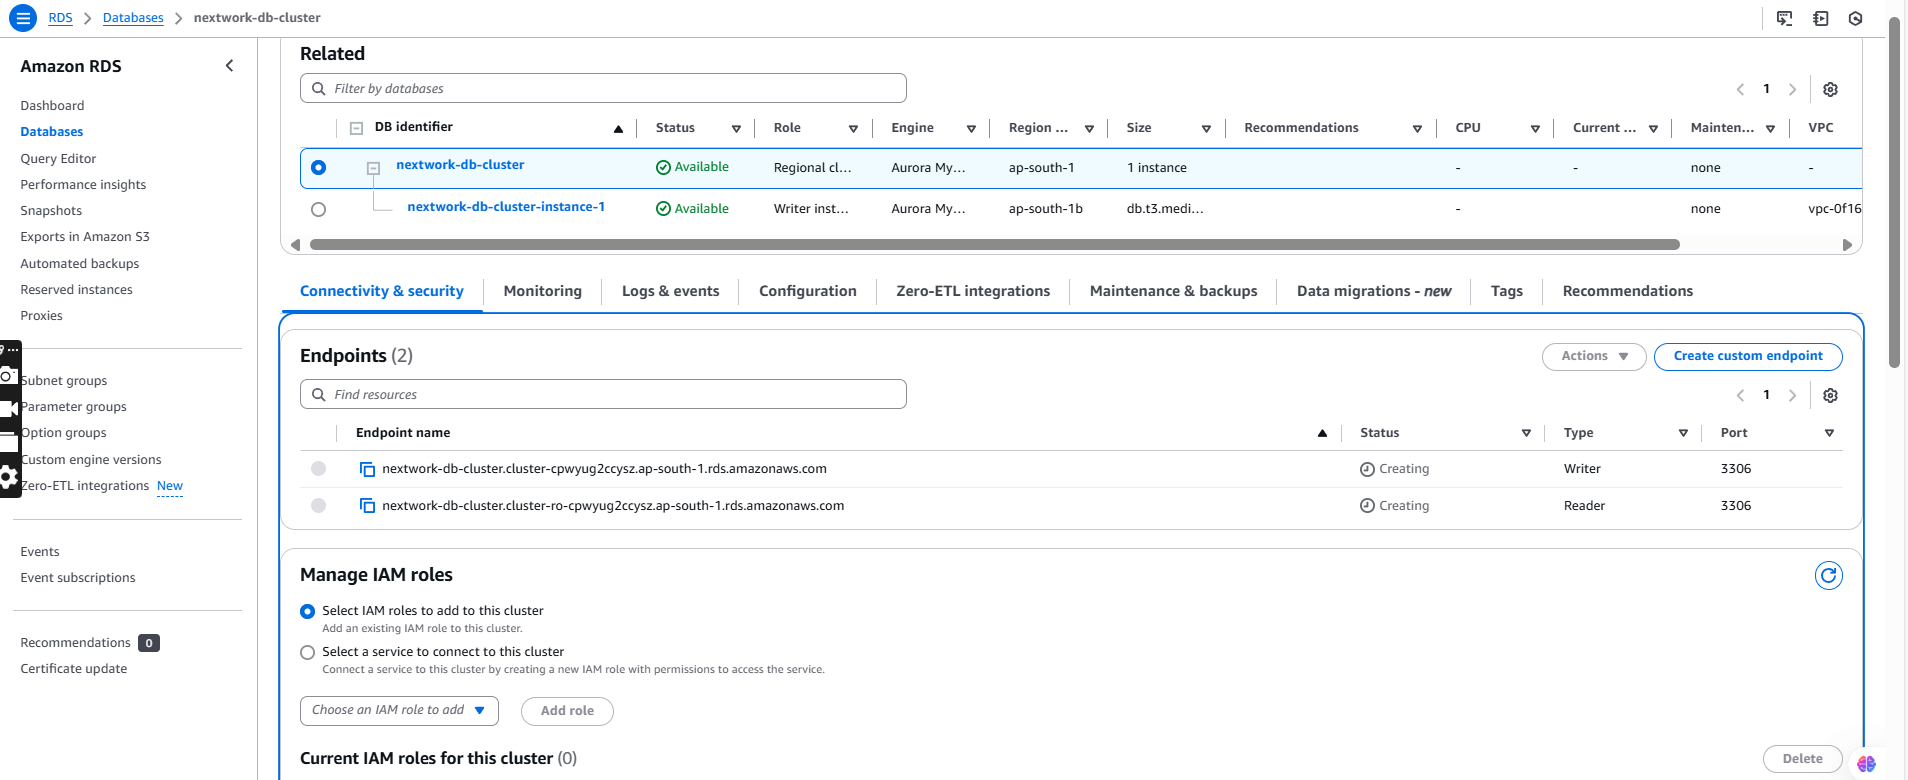 RDS > Databases > nextwork-db-cluster
Amazon RDS
Dashboard
Databases
Query Editor
Performance insights
Snapshots
Exports in Amazon S3
Automated backups
Reserved instances
Proxies
Subnet groups
Parameter groups
Option groups
Custom engine versions
Zero-ETL integrations New
Events
Event subscriptions
Recommendations 0
Certificate update
Related
Filter by databases
1
DB identifier Status Role Engine Region ... Size Recommendations CPU Current ... Mainten... VPC
nextwork-db-cluster Available Regional cl... Aurora My... ap-south-1 1 instance - - none -
nextwork-db-cluster-instance-1 Available Writer inst... Aurora My... ap-south-1b db.t3.medi... - none vpc-0f16
Connectivity & security Monitoring Logs & events Configuration Zero-ETL integrations Maintenance & backups Data migrations - new Tags Recommendations
Endpoints (2) Actions Create custom endpoint
Find resources
1
Endpoint name Status Type Port
nextwork-db-cluster.cluster-cpwyug2ccysz.ap-south-1.rds.amazonaws.com Creating Writer 3306
nextwork-db-cluster.cluster-ro-cpwyug2ccysz.ap-south-1.rds.amazonaws.com Creating Reader 3306
Manage IAM roles
Select IAM roles to add to this cluster
Add an existing IAM role to this cluster.
Select a service to connect to this cluster
Connect a service to this cluster by creating a new IAM role with permissions to access the service.
Choose an IAM role to add Add role
Current IAM roles for this cluster (0) Delete